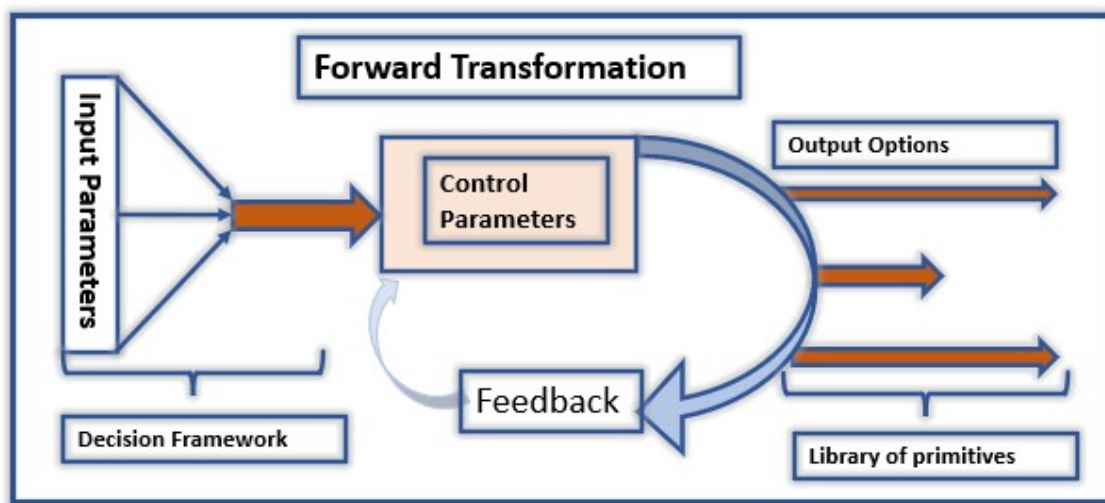 Forward Transformation
Input Parameters
Control
Parameters
Output Options
Feedback
Decision Framework
Library of primitives